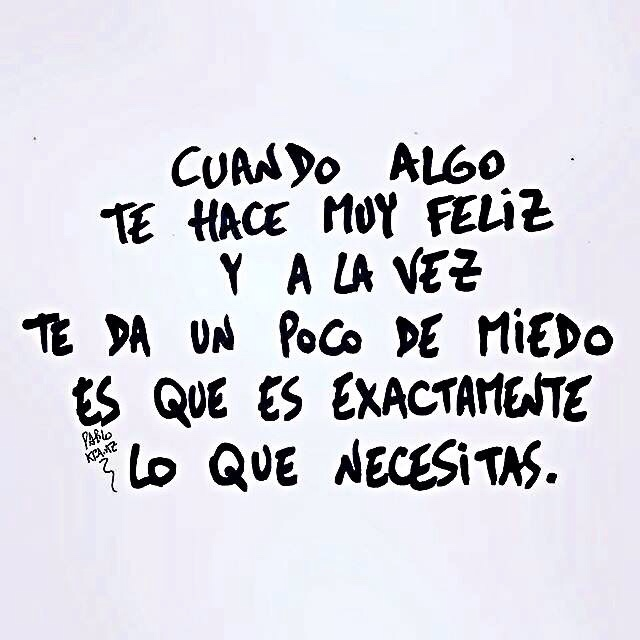 CUANDO ALGO
TE HACE MUY FELIZ
Y A LA VEZ
TE DA UN POCO DE MIEDO
ES QUE ES EXACTAMENTE
LO QUE NECESITAS.
PABLO